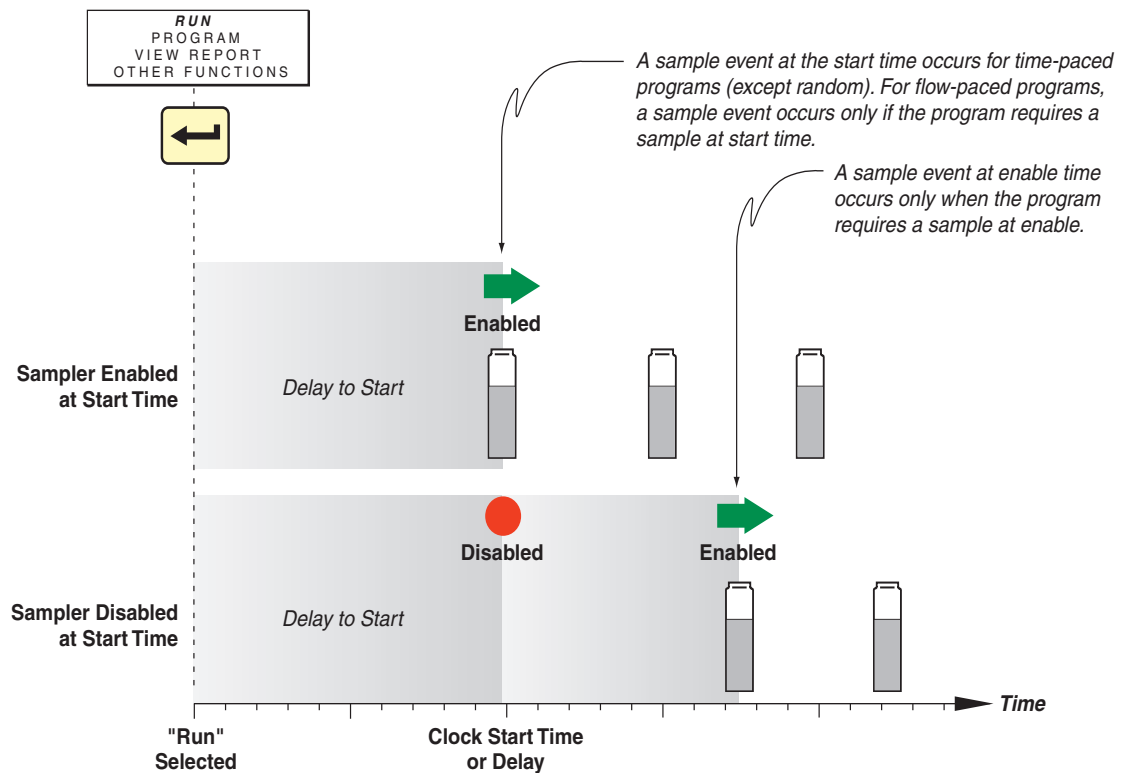 RUN
PROGRAM
VIEW REPORT
OTHER FUNCTIONS
A sample event at the start time occurs for time-paced
programs (except random). For flow-paced programs,
a sample event occurs only if the program requires a
sample at start time.
A sample event at enable time
occurs only when the program
requires a sample at enable.
Enabled
Sampler Enabled
at Start Time
Delay to Start
Disabled
Enabled
Sampler Disabled
at Start Time
Delay to Start
Time
"Run"
Selected
Clock Start Time
or Delay